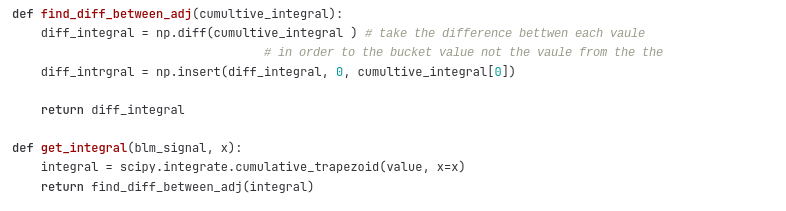 def find_diff_between_adj(cumultive_integral):
    diff_integral = np.diff(cumultive_integral ) # take the difference bettwen each vaule
                                   # in order to the bucket value not the vaule from the the
    diff_intrgral = np.insert(diff_integral, 0, cumultive_integral[0])
    return diff_integral
def get_integral(blm_signal, x):
    integral = scipy.integrate.cumulative_trapezoid(value, x=x)
    return find_diff_between_adj(integral)